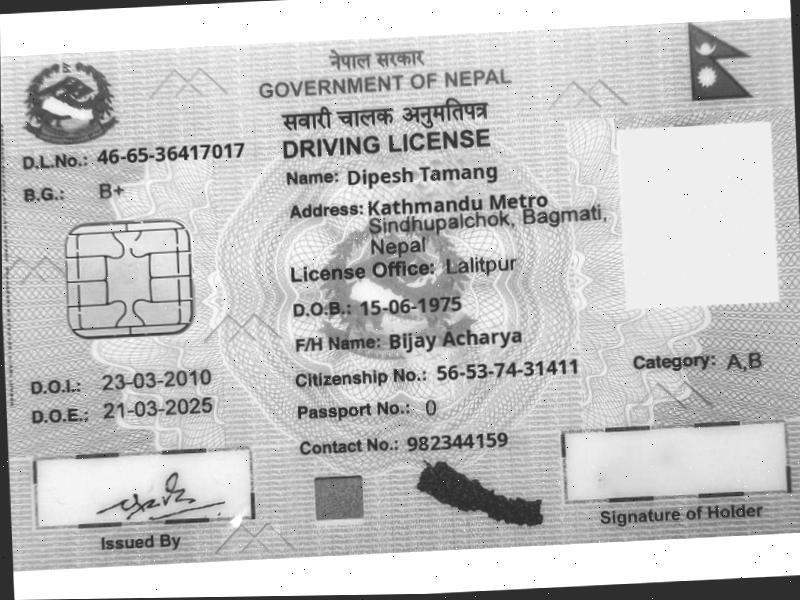 नेपाल सरकार
GOVERNMENT OF NEPAL
सवारी चालक अनुमतिपत्र
DRIVING LICENSE
D.L.No.: 46-65-36417017
B.G.: B+
Name: Dipesh Tamang
Address: Kathmandu Metro
Sindhupalchok, Bagmati,
Nepal
License Office: Lalitpur
D.O.B.: 15-06-1975
F/H Name: Bijay Acharya
D.O.I.: 23-03-2010
Citizenship No.: 56-53-74-31411
Category: A,B
D.O.E.: 21-03-2025
Passport No.: 0
Contact No.: 982344159
Issued By
Signature of Holder